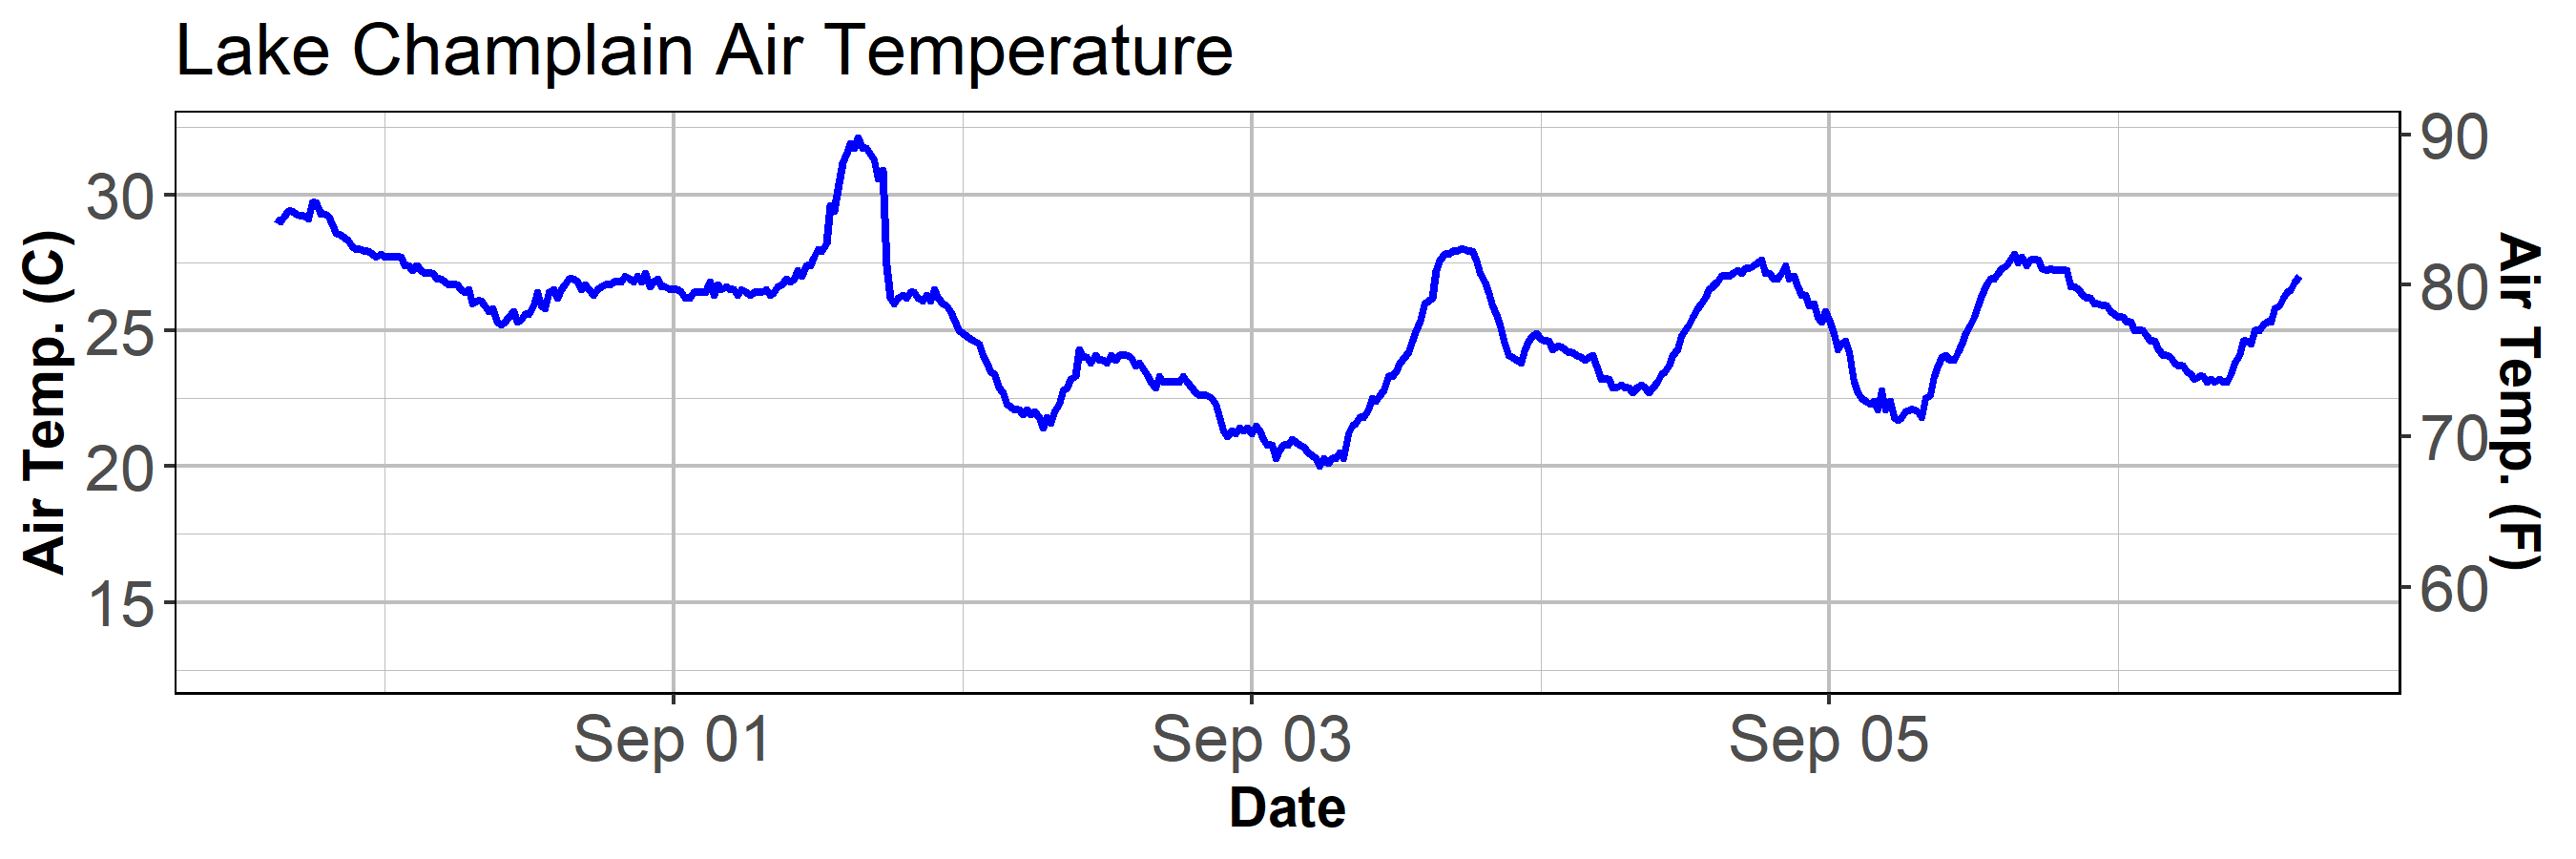 Lake Champlain Air Temperature
Air Temp. (C)
30
25
20
15
90
80
70
60
Air Temp. (F)
Sep 01
Sep 03
Sep 05
Date